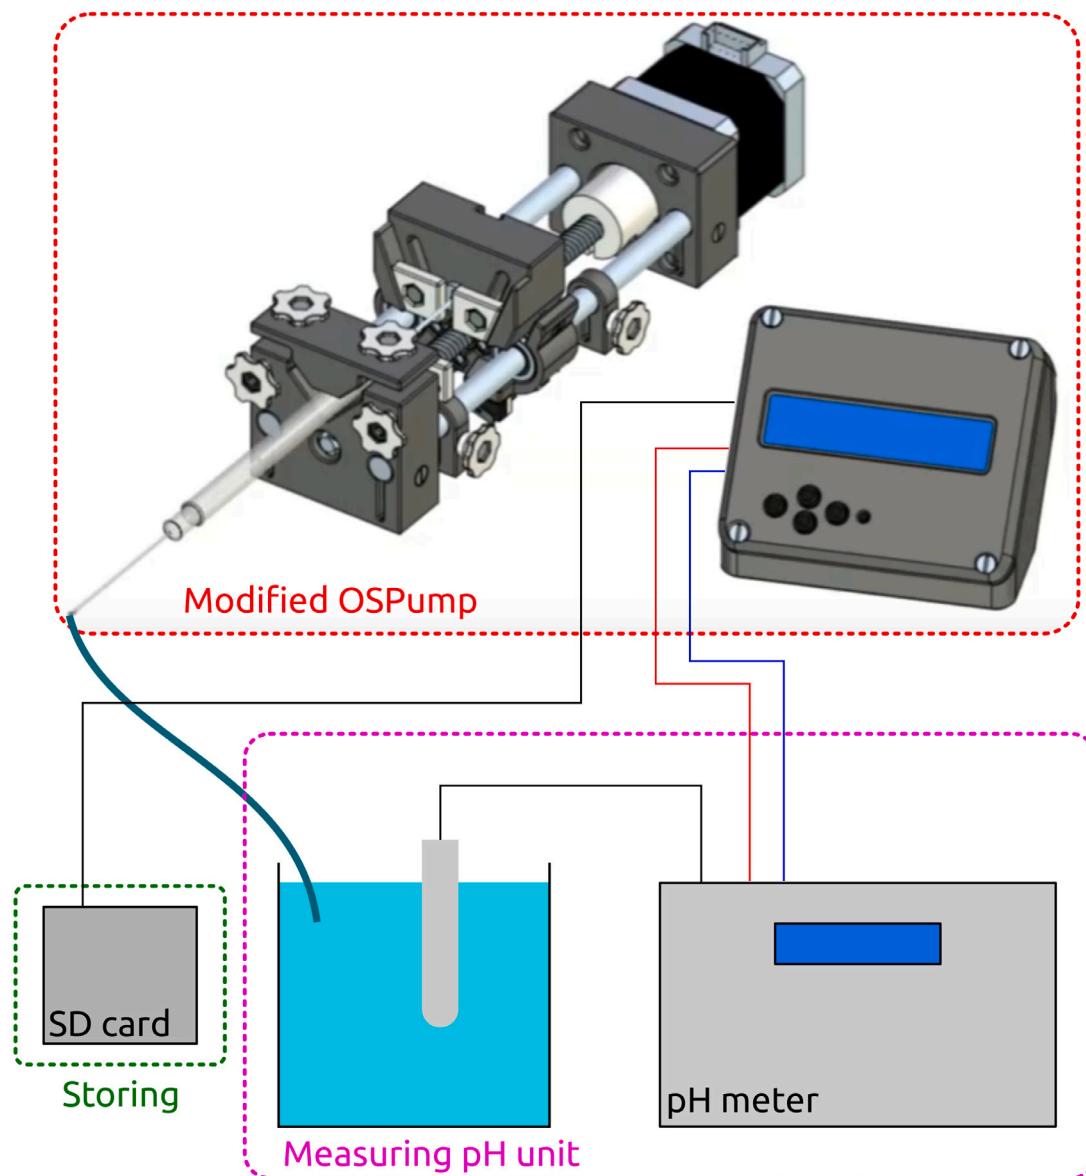 Modified OSPump
SD card
Storing
pH meter
Measuring pH unit